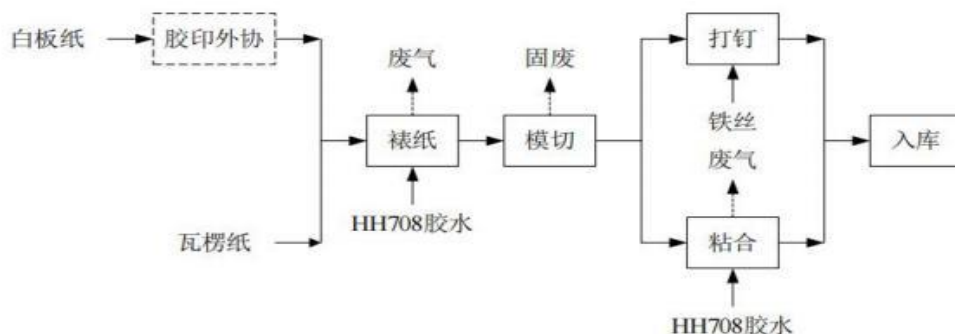 白板纸
胶印外协
打钉
废气
固废
铁丝
裱纸
模切
入库
废气
HH708胶水
瓦楞纸
粘合
HH708胶水